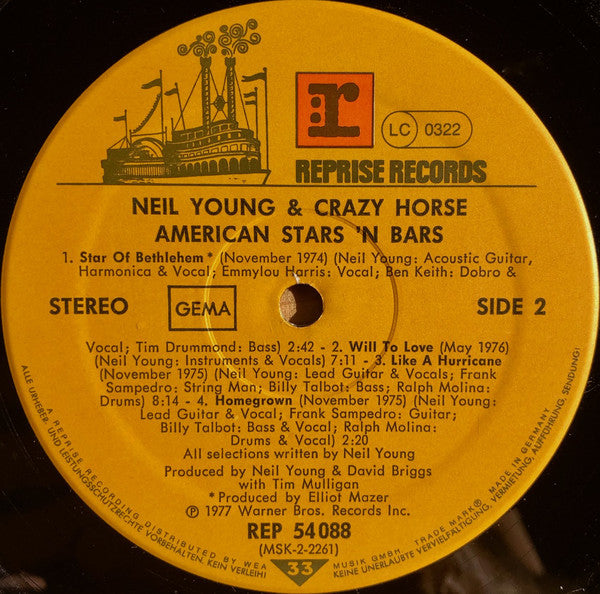 r
LC 0322
REPRISE RECORDS
NEIL YOUNG & CRAZY HORSE
AMERICAN STARS 'N BARS
1. Star Of Bethlehem* (November 1974) (Neil Young: Acoustic Guitar,
Harmonica & Vocal; Emmylou Harris: Vocal; Ben Keith: Dobro &
STEREO
GEMA
SIDE 2
Vocal; Tim Drummond: Bass) 2:42 - 2. Will To Love (May 1976)
(Neil Young: Instruments & Vocals) 7:11 - 3. Like A Hurricane
(November 1975) (Neil Young: Lead Guitar & Vocals; Frank
Sampedro: String Man; Billy Talbot: Bass; Ralph Molina:
Drums) 8:14 - 4. Homegrown (November 1975) (Neil Young:
Lead Guitar & Vocal; Frank Sampedro: Guitar;
Billy Talbot: Bass & Vocal; Ralph Molina:
Drums & Vocal) 2:20
All selections written by Neil Young
Produced by Neil Young & David Briggs
with Tim Mulligan
*Produced by Elliot Mazer
℗ 1977 Warner Bros. Records Inc.
REP 54 088
(MSK-2-2261)
33
A REPRISE RECORDING DISTRIBUTED BY WEA MUSIK GMBH. TRADE MARK® MADE IN GERMANY.
ALLE URHEBER- UND LEISTUNGSSCHUTZRECHTE VORBEHALTEN. KEIN VERLEIH! KEINE UNERLAUBTE VERVIELFÄLTIGUNG, VERMIETUNG, AUFFÜHRUNG, SENDUNG!